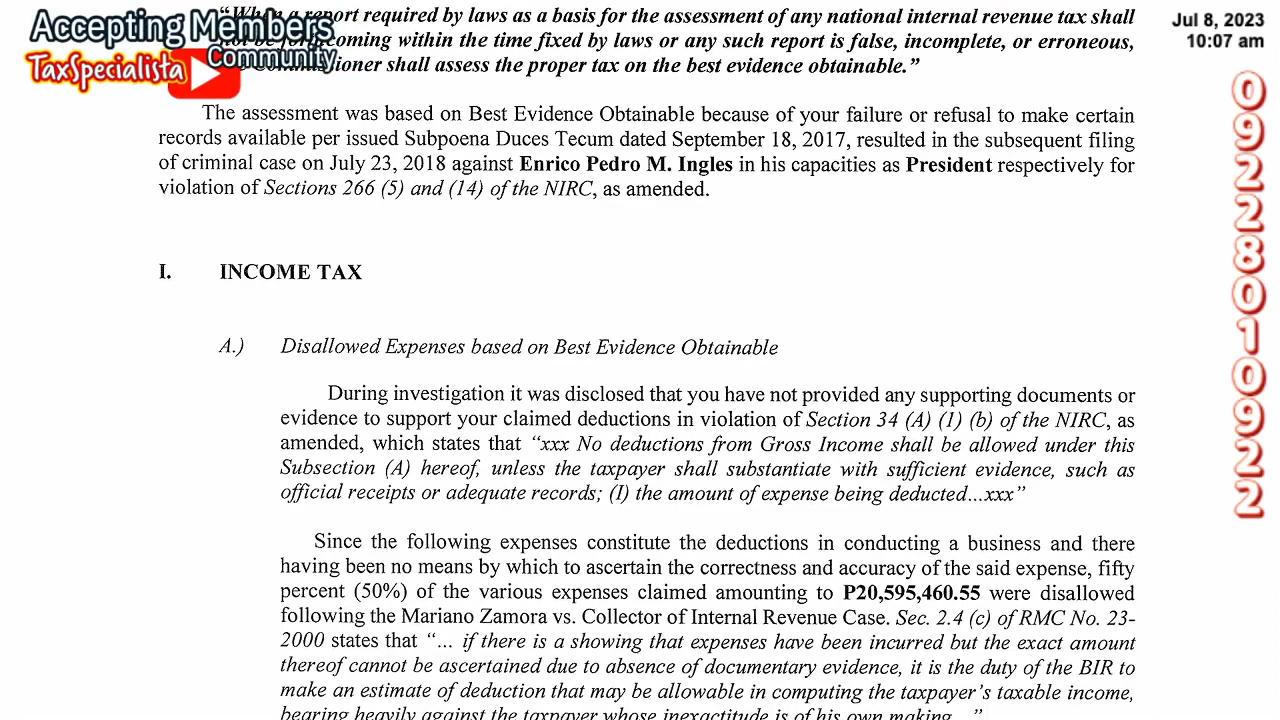 Accepting Members
Community
TaxSpecialista
Jul 8, 2023
10:07 am
09228010922
“When a report required by laws as a basis for the assessment of any national internal revenue tax shall
not be forthcoming within the time fixed by laws or any such report is false, incomplete, or erroneous,
shall assess the proper tax on the best evidence obtainable.”
The assessment was based on Best Evidence Obtainable because of your failure or refusal to make certain
records available per issued Subpoena Duces Tecum dated September 18, 2017, resulted in the subsequent filing
of criminal case on July 23, 2018 against Enrico Pedro M. Ingles in his capacities as President respectively for
violation of Sections 266 (5) and (14) of the NIRC, as amended.
I. INCOME TAX
A.) Disallowed Expenses based on Best Evidence Obtainable
During investigation it was disclosed that you have not provided any supporting documents or
evidence to support your claimed deductions in violation of Section 34 (A) (1) (b) of the NIRC, as
amended, which states that “xxx No deductions from Gross Income shall be allowed under this
Subsection (A) hereof, unless the taxpayer shall substantiate with sufficient evidence, such as
official receipts or adequate records; (I) the amount of expense being deducted...xxx”
Since the following expenses constitute the deductions in conducting a business and there
having been no means by which to ascertain the correctness and accuracy of the said expense, fifty
percent (50%) of the various expenses claimed amounting to P20,595,460.55 were disallowed
following the Mariano Zamora vs. Collector of Internal Revenue Case. Sec. 2.4 (c) of RMC No. 23-
2000 states that “... if there is a showing that expenses have been incurred but the exact amount
thereof cannot be ascertained due to absence of documentary evidence, it is the duty of the BIR to
make an estimate of deduction that may be allowable in computing the taxpayer’s taxable income,
bearing heavily against the taxpayer whose inexactitude is of his own making...”